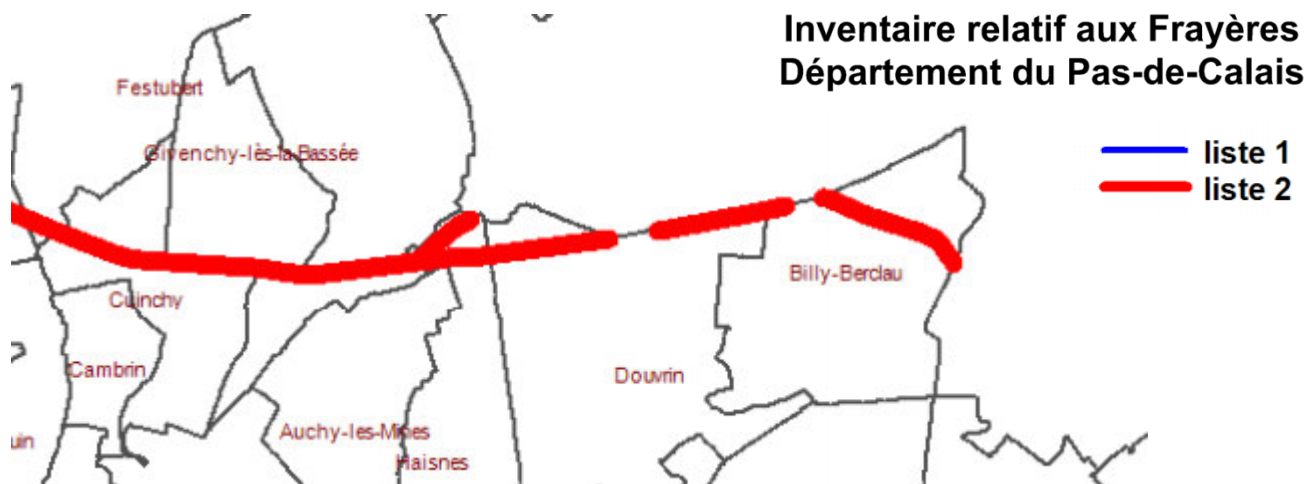 Inventaire relatif aux Frayères
Département du Pas-de-Calais
liste 1
liste 2
Festubert
Givenchy-lès-la-Bassée
Billy-Berclau
Cuinchy
Cambrin
Douvrin
Auchy-les-Mines
uin
Haisnes